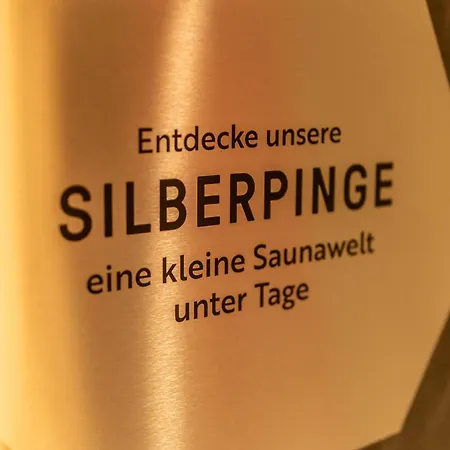 Entdecke unsere
SILBERPINGE
eine kleine Saunawelt
unter Tage